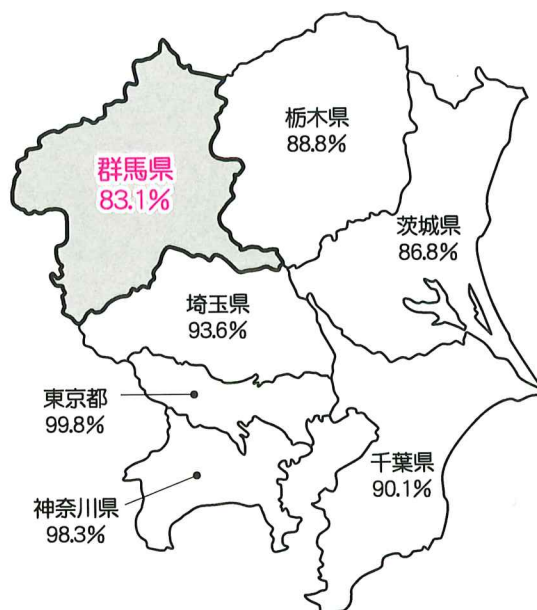 栃木県
88.8%
群馬県
83.1%
茨城県
86.8%
埼玉県
93.6%
東京都
99.8%
千葉県
90.1%
神奈川県
98.3%